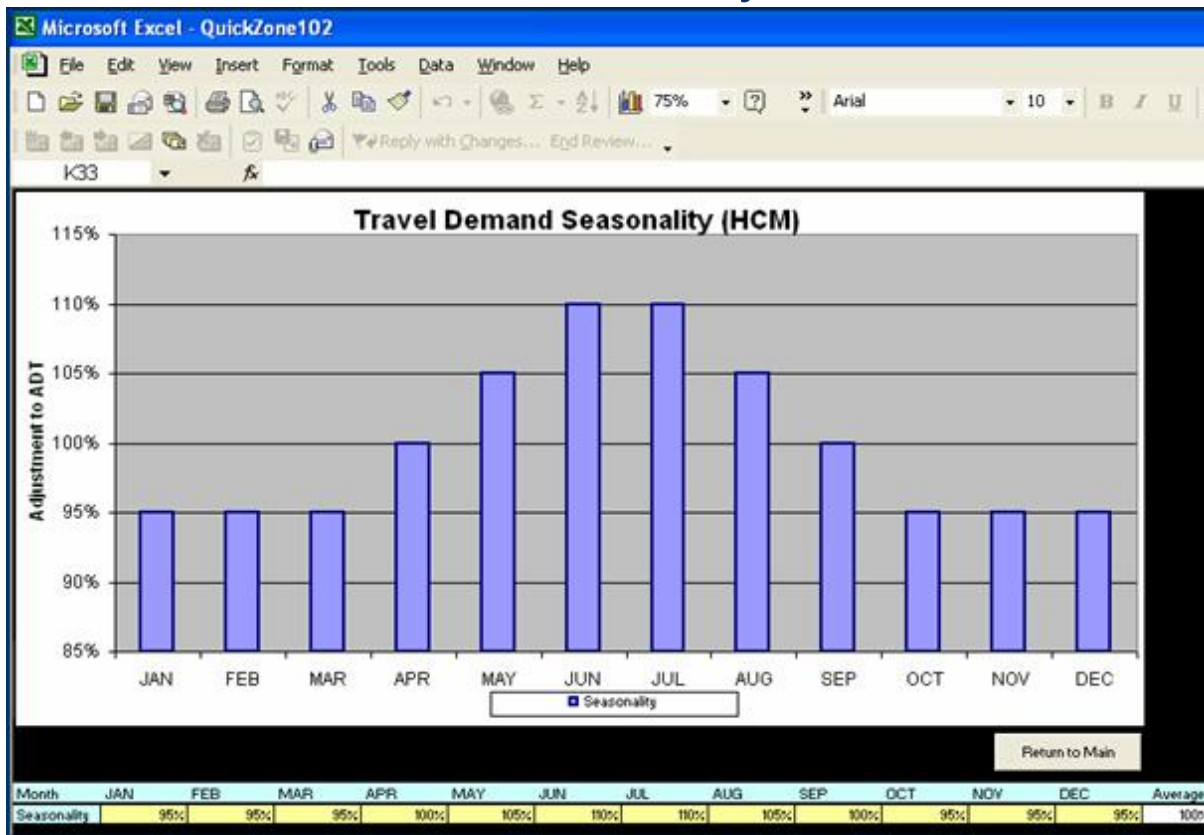 Microsoft Excel - QuickZone102
File Edit View Insert Format Tools Data Window Help
75% Arial 10 B I U
Reply with Changes... End Review...
K33 fx
Travel Demand Seasonality (HCM)
115%
110%
105%
100%
95%
90%
85%
Adjustment to ADT
JAN FEB MAR APR MAY JUN JUL AUG SEP OCT NOV DEC
Seasonality
Return to Main
Month JAN FEB MAR APR MAY JUN JUL AUG SEP OCT NOV DEC Average
Seasonality 95% 95% 95% 100% 105% 110% 110% 105% 100% 95% 95% 95% 100